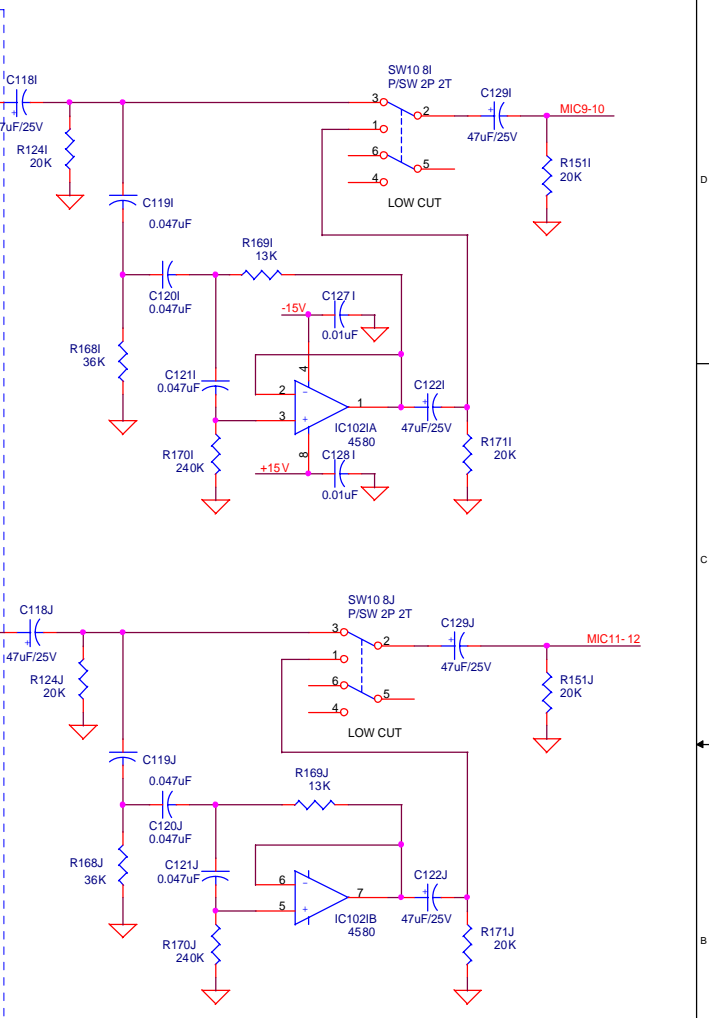 SW10 8I
P/SW 2P 2T
C118I
C129I
3
2
MIC9-10
+
+
7uF/25V
47uF/25V
1
R124I
20K
6
5
R151I
20K
4
D
C119I
LOW CUT
0.047uF
R169I
13K
C120I
0.047uF
C127 I
-15V
0.01uF
R168I
36K
4
C121I
0.047uF
C122I
2
-
1
+
3
+
IC102IA
4580
47uF/25V
R170I
240K
8
R171I
20K
+15V
C128 I
0.01uF
C
SW10 8J
P/SW 2P 2T
C118J
C129J
3
2
MIC11- 12
+
+
47uF/25V
1
47uF/25V
R124J
20K
6
5
R151J
20K
4
LOW CUT
C119J
0.047uF
R169J
13K
C120J
0.047uF
R168J
36K
C121J
0.047uF
C122J
6
-
7
+
5
+
IC102IB
4580
47uF/25V
R170J
240K
R171J
20K
B